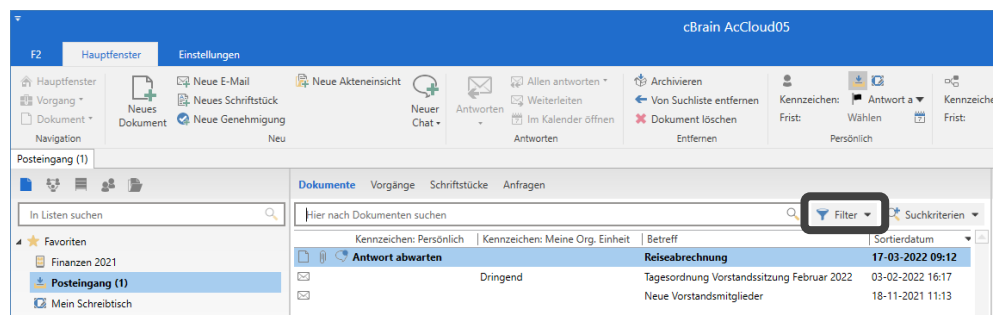 cBrain AcCloud05
F2 Hauptfenster Einstellungen
Hauptfenster
Vorgang
Dokument
Navigation
Neues
Dokument
Neue E-Mail
Neues Schriftstück
Neue Genehmigung
Neue Akteneinsicht
Neuer
Chat
Neu
Antworten
Allen antworten
Weiterleiten
Im Kalender öffnen
Antworten
Archivieren
Von Suchliste entfernen
Dokument löschen
Entfernen
Kennzeichen: Antwort a
Frist: Wählen 7
Persönlich
Kennzeiche
Frist:
Posteingang (1)
In Listen suchen
Favoriten
Finanzen 2021
Posteingang (1)
Mein Schreibtisch
Dokumente Vorgänge Schriftstücke Anfragen
Hier nach Dokumenten suchen Filter Suchkriterien
Kennzeichen: Persönlich Kennzeichen: Meine Org. Einheit Betreff Sortierdatum
Antwort abwarten Reiseabrechnung 17-03-2022 09:12
Dringend Tagesordnung Vorstandssitzung Februar 2022 03-02-2022 16:17
Neue Vorstandsmitglieder 18-11-2021 11:13